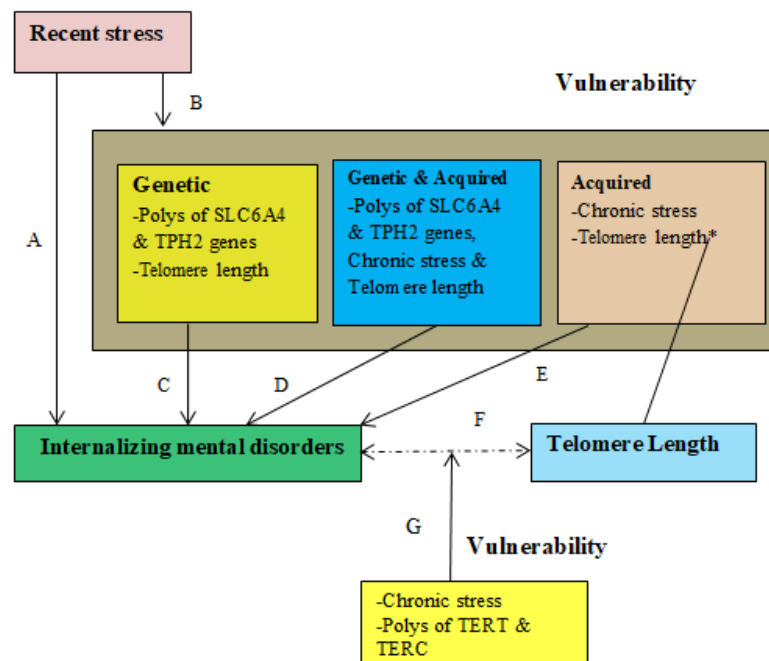 Recent stress
Vulnerability
B
Genetic
-Polys of SLC6A4
& TPH2 genes
-Telomere length
Genetic & Acquired
-Polys of SLC6A4
& TPH2 genes,
Chronic stress &
Telomere length
Acquired
-Chronic stress
-Telomere length*
A
C
D
E
F
Internalizing mental disorders
Telomere Length
G
Vulnerability
-Chronic stress
-Polys of TERT &
TERC